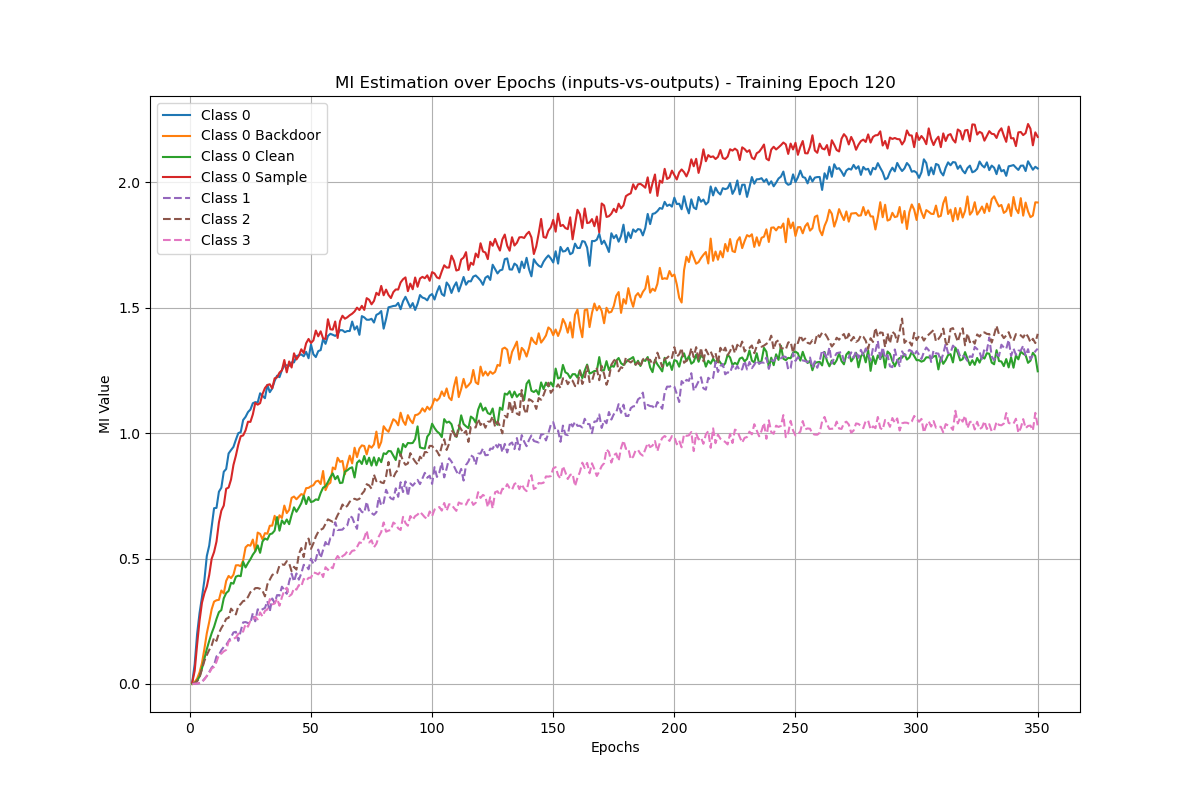 MI Estimation over Epochs (inputs-vs-outputs) - Training Epoch 120
Class 0
Class 0 Backdoor
Class 0 Clean
Class 0 Sample
Class 1
Class 2
Class 3
MI Value
2.0
1.5
1.0
0.5
0.0
0 50 100 150 200 250 300 350
Epochs